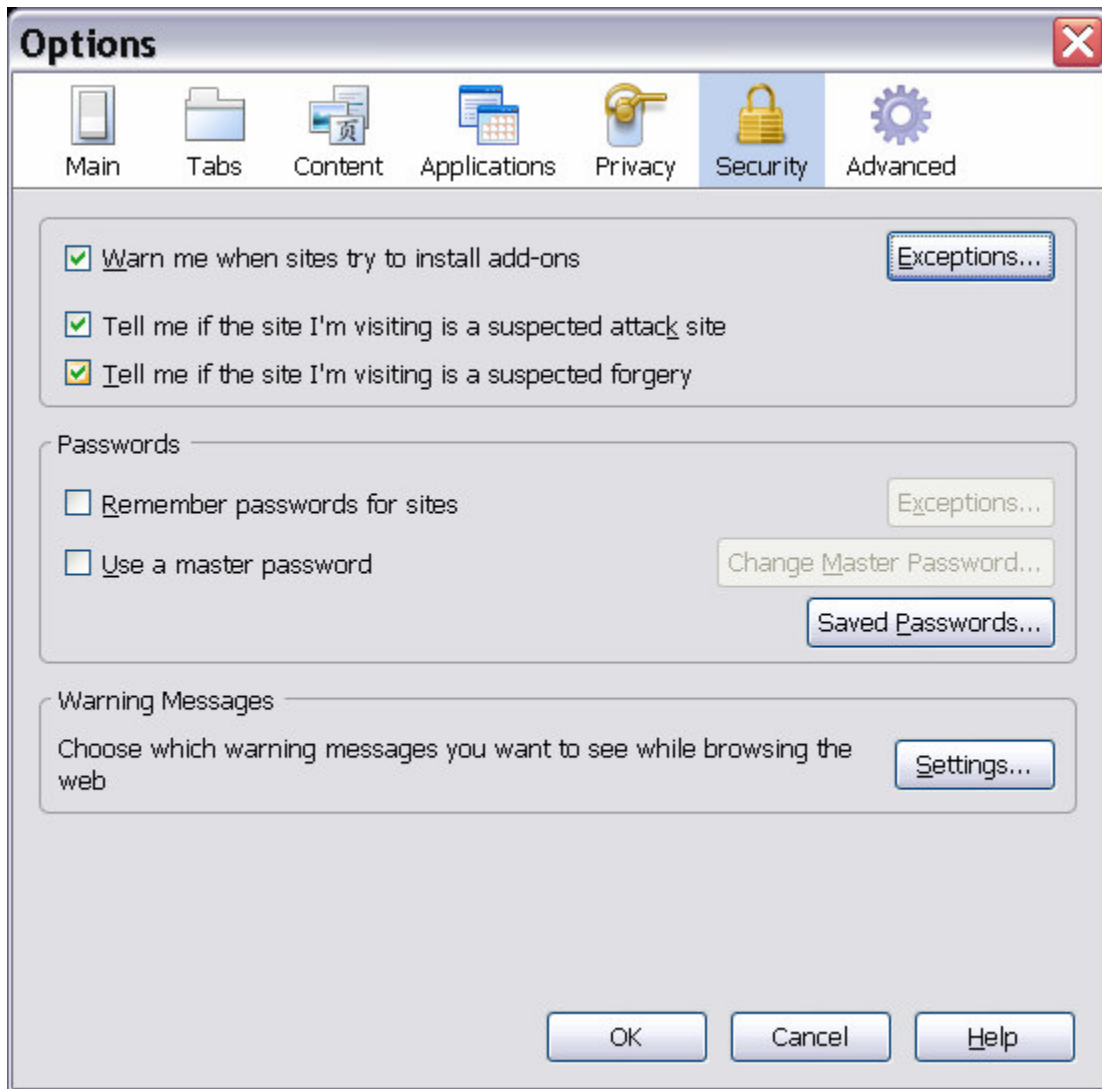 Options
Main
Tabs
页
Content
Applications
Privacy
Security
Advanced
Warn me when sites try to install add-ons
Exceptions...
Tell me if the site I'm visiting is a suspected attack site
Tell me if the site I'm visiting is a suspected forgery
Passwords
Remember passwords for sites
Exceptions...
Use a master password
Change Master Password...
Saved Passwords...
Warning Messages
Choose which warning messages you want to see while browsing the
web
Settings...
OK
Cancel
Help